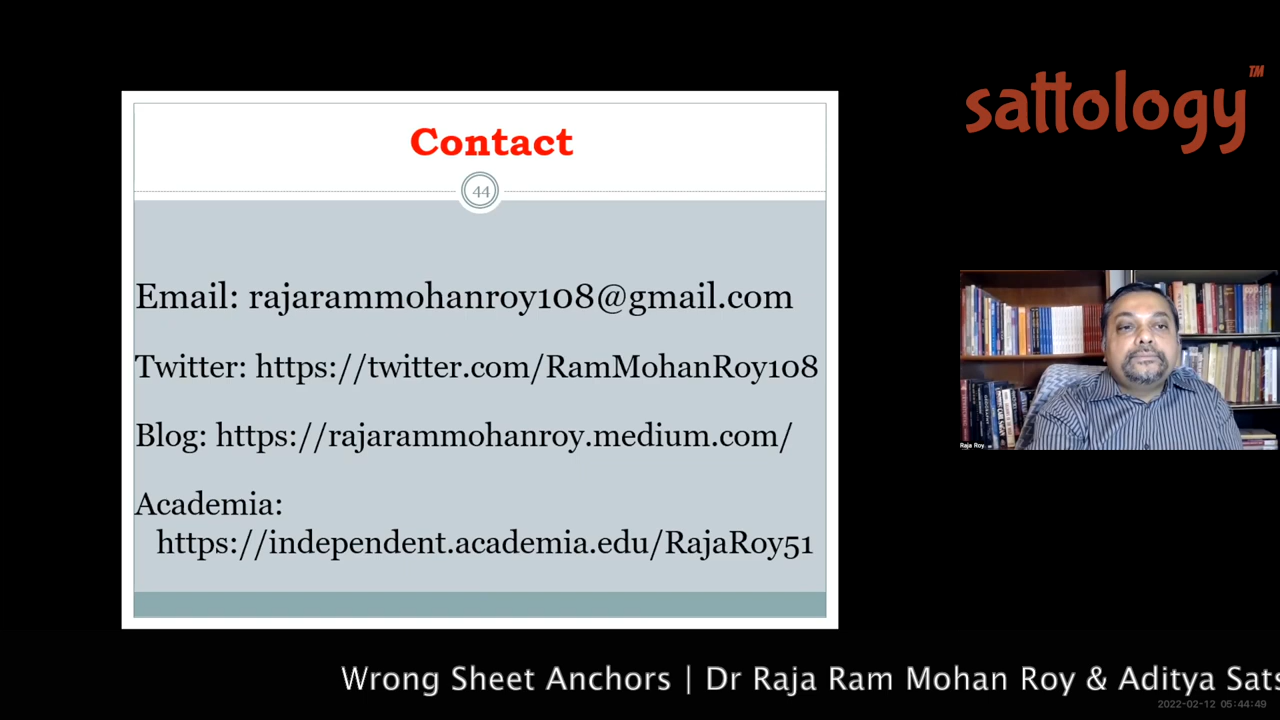 sattology™
Contact
44
Email: rajarammohanroy108@gmail.com
Twitter: https://twitter.com/RamMohanRoy108
Blog: https://rajarammohanroy.medium.com/
Academia:
https://independent.academia.edu/RajaRoy51
Raja Roy
Wrong Sheet Anchors | Dr Raja Ram Mohan Roy & Aditya Sats
2022-02-12 05:44:49